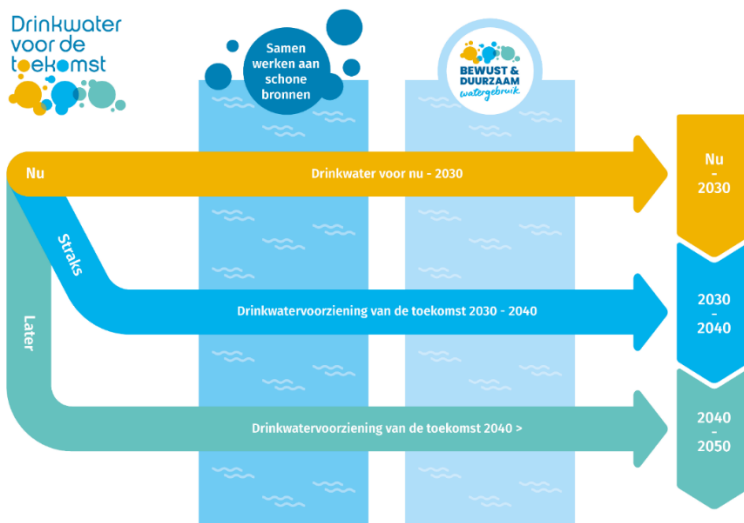 Drinkwater
voor de
toekomst
Samen
werken aan
schone
bronnen
BEWUST &
DUURZAAM
watergebruik
Nu
Drinkwater voor nu - 2030
Nu
-
2030
Straks
Drinkwatervoorziening van de toekomst 2030 - 2040
2030
-
2040
Later
Drinkwatervoorziening van de toekomst 2040 >
2040
-
2050